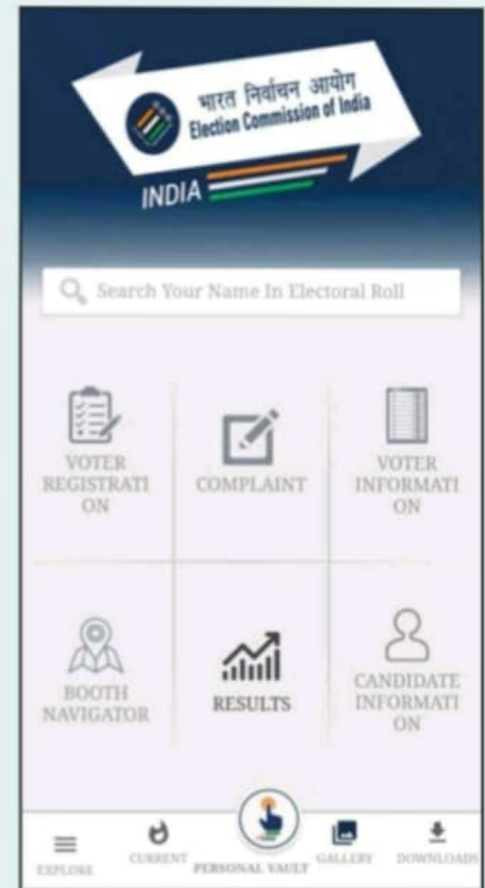 भारत निर्वाचन आयोग
Election Commission of India
INDIA
Search Your Name In Electoral Roll
VOTER
REGISTRATI
ON
COMPLAINT
VOTER
INFORMATI
ON
BOOTH
NAVIGATOR
RESULTS
CANDIDATE
INFORMATI
ON
EXPLORE
CURRENT
PERSONAL VAULT
GALLERY
DOWNLOADS